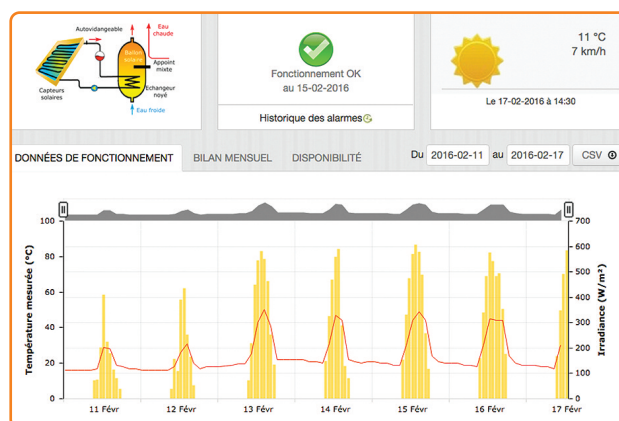 Eau
chaude
Autovidangeable
Ballon
solaire
Appoint
mixte
Capteurs
solaires
Echangeur
noyé
Eau froide
Fonctionnement OK
au 15-02-2016
Historique des alarmes
11 °C
7 km/h
Le 17-02-2016 à 14:30
DONNÉES DE FONCTIONNEMENT BILAN MENSUEL DISPONIBILITÉ Du 2016-02-11 au 2016-02-17 CSV
Température mesurée (°C)
100
80
60
40
20
0
700
600
500
400
300
200
100
0
Irradiance (W/m²)
11 Févr 12 Févr 13 Févr 14 Févr 15 Févr 16 Févr 17 Févr